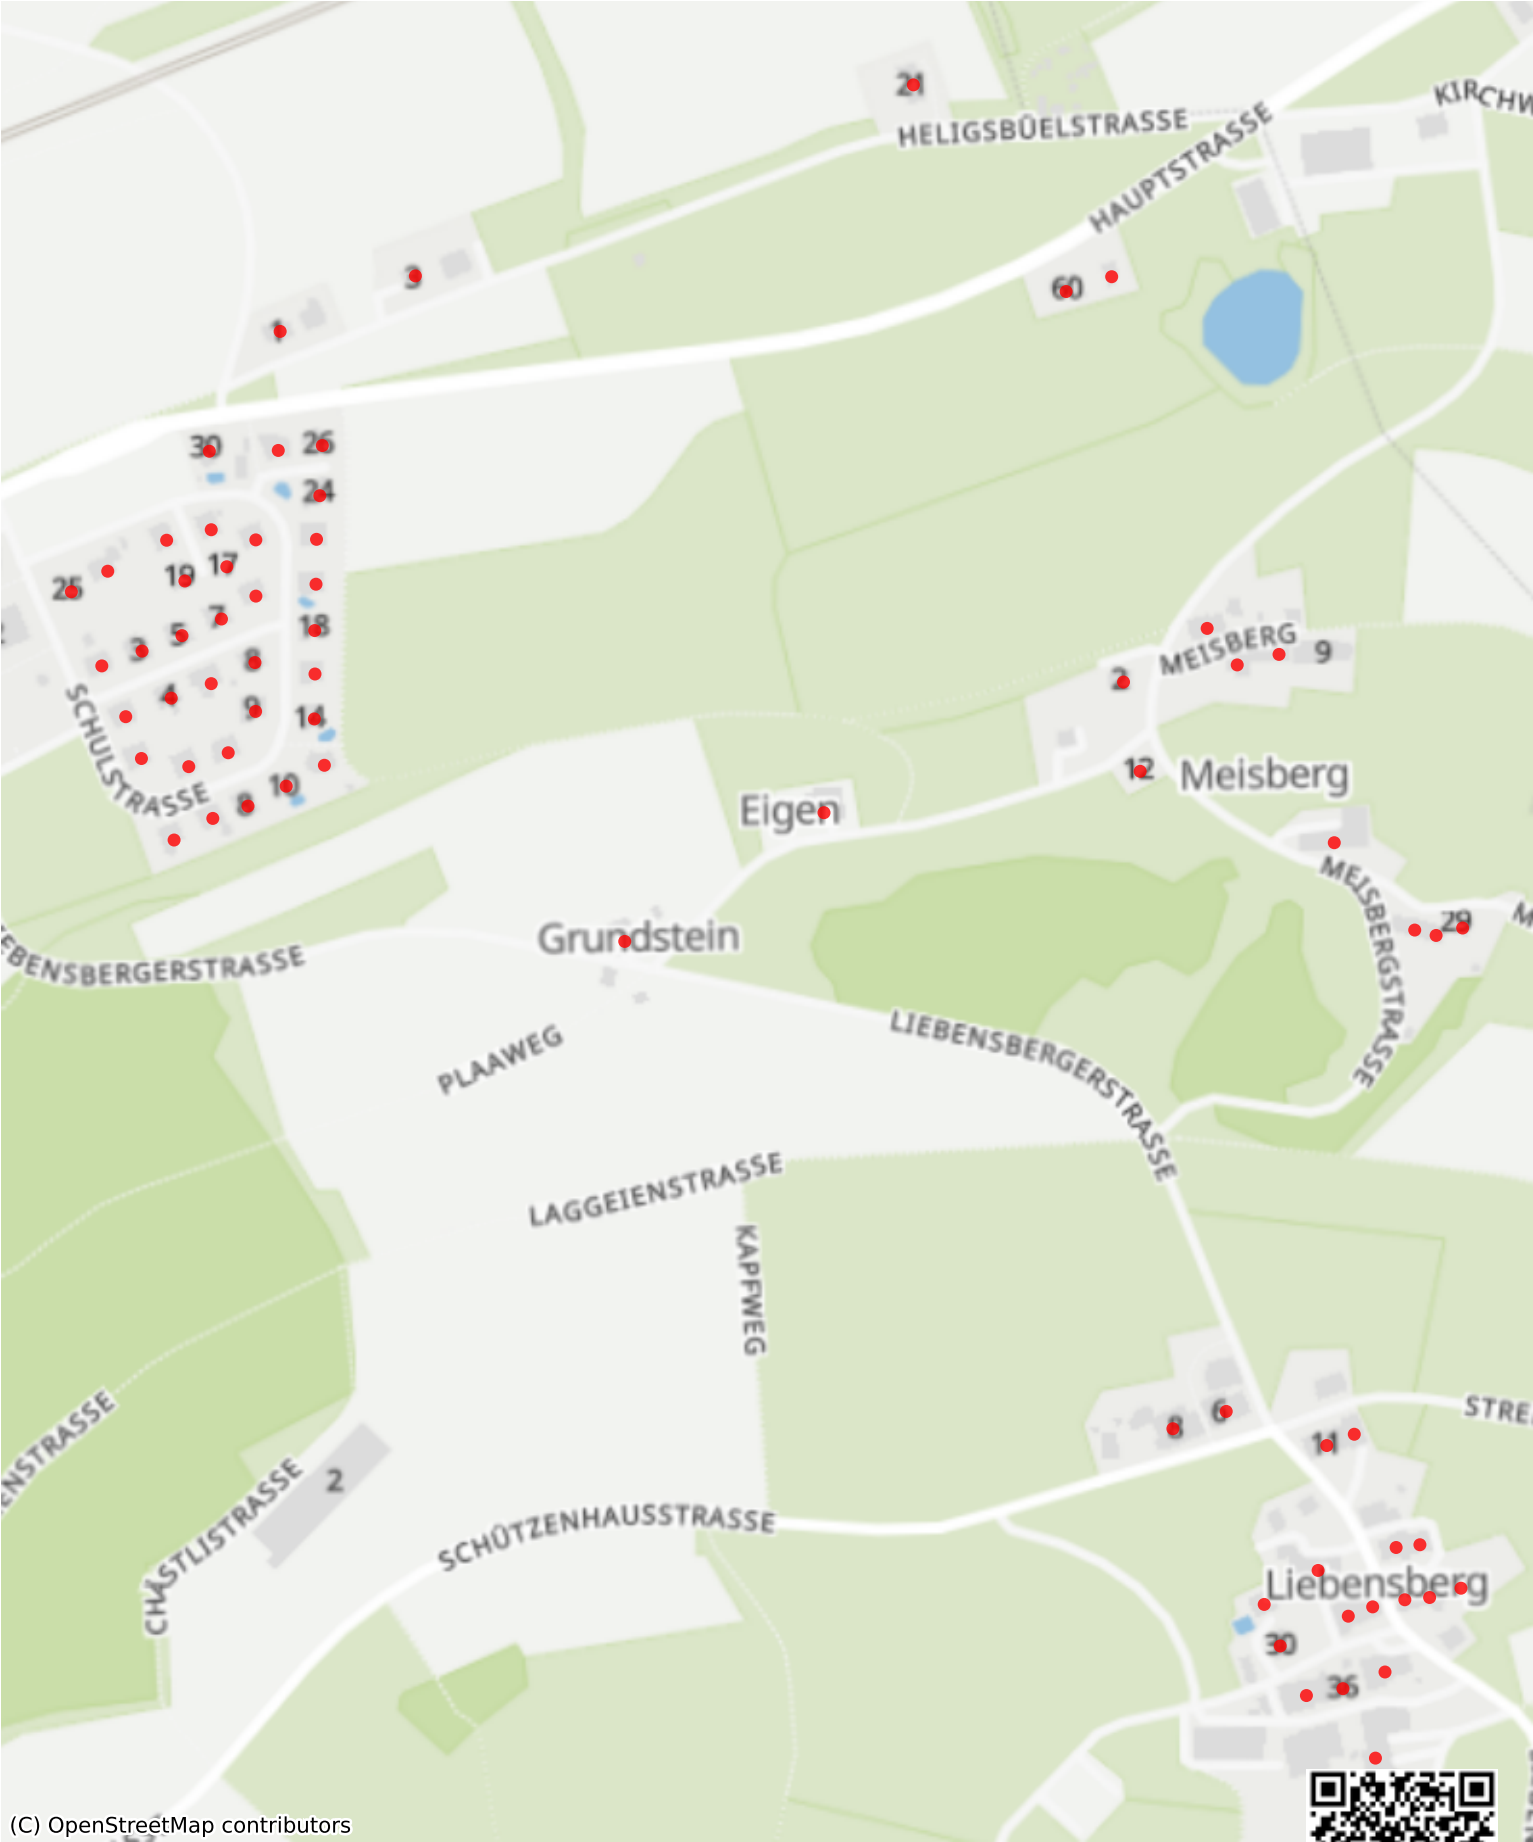 21
KIRCHW
HELIGSBÜELSTRASSE
HAUPTSTRASSE
3
60
1
30
26
24
17
19
25
7
5
3
18
MEISBERG
9
8
2
4
9
14
SCHULSTRASSE
12
Meisberg
10
8
Eigen
MEISBERGSTRASSE
29
M
Grundstein
EBENSBERGERSTRASSE
LIEBENSBERGERSTRASSE
PLAAWEG
LAGGEIENSTRASSE
KAPFWEG
STRE
6
8
11
ENSTRASSE
2
CHÄSTLISTRASSE
SCHÜTZENHAUSSTRASSE
Liebensberg
30
36
(C) OpenStreetMap contributors